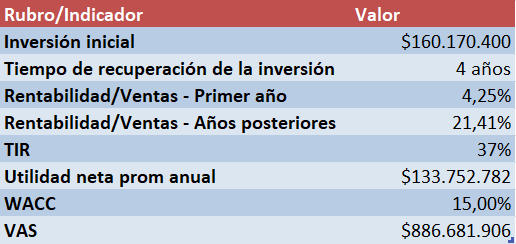 Rubro/Indicador Valor
Inversión inicial $160.170.400
Tiempo de recuperación de la inversión 4 años
Rentabilidad/Ventas - Primer año 4,25%
Rentabilidad/Ventas - Años posteriores 21,41%
TIR 37%
Utilidad neta prom anual $133.752.782
WACC 15,00%
VAS $886.681.906